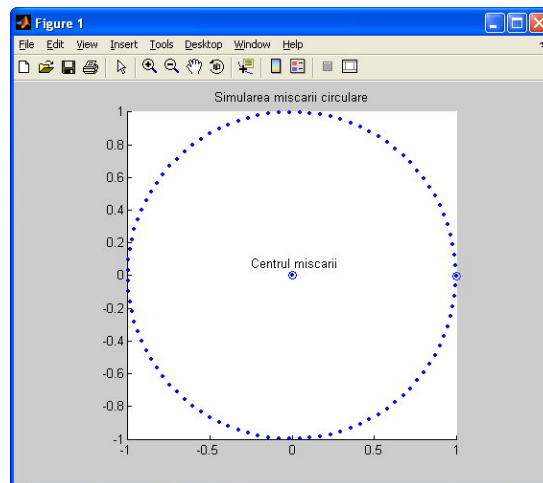 Figure 1
File Edit View Insert Tools Desktop Window Help
Simularea miscarii circulare
1
0.8
0.6
0.4
0.2
Centrul miscarii
0
-0.2
-0.4
-0.6
-0.8
-1
-1 -0.5 0 0.5 1